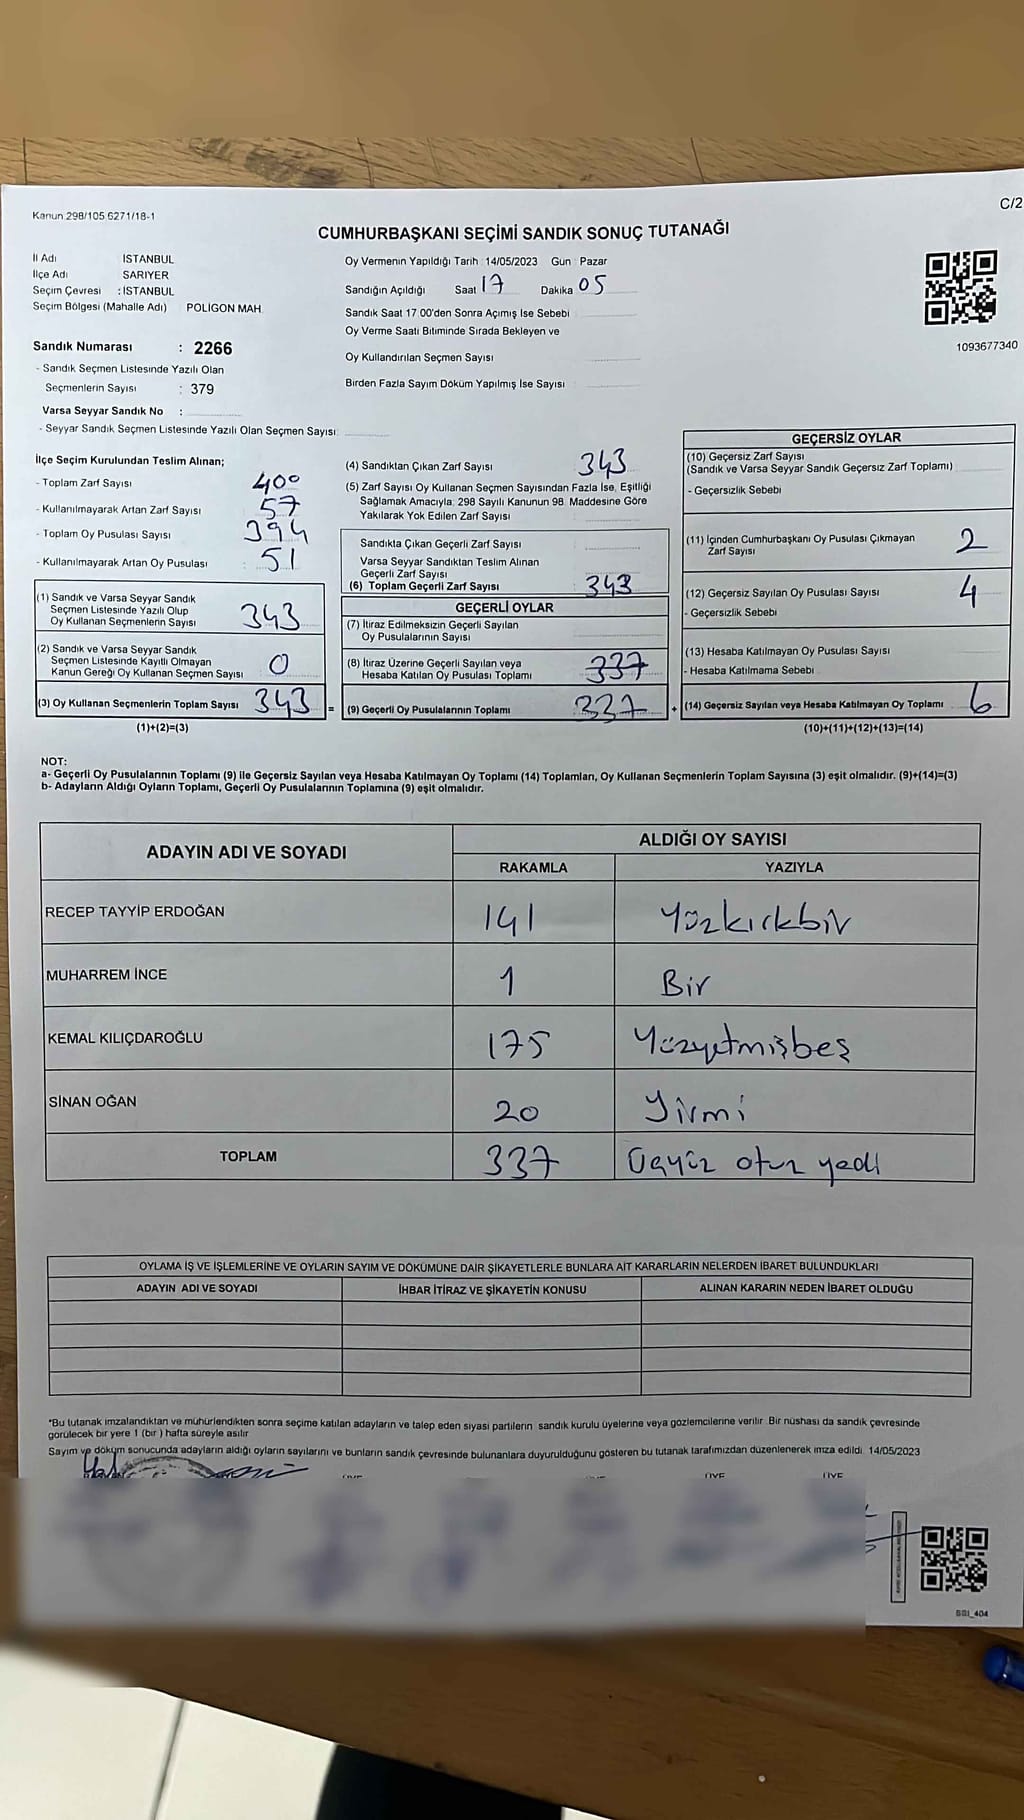 C/2
Kanun 298/105 6271/18-1
CUMHURBAŞKANI SEÇİMİ SANDIK SONUÇ TUTANAĞI
İl Adı İSTANBUL
İlçe Adı SARIYER
Seçim Çevresi : İSTANBUL
Seçim Bölgesi (Mahalle Adı) POLİGON MAH.
Sandık Numarası : 2266
- Sandık Seçmen Listesinde Yazılı Olan
Seçmenlerin Sayısı : 379
Varsa Seyyar Sandık No :
- Seyyar Sandık Seçmen Listesinde Yazılı Olan Seçmen Sayısı:
Oy Vermenin Yapıldığı Tarih 14/05/2023 Gün Pazar
Sandığın Açıldığı Saat 17 Dakika 05
Sandık Saat 17 00'den Sonra Açımış İse Sebebi
Oy Verme Saati Bitiminde Sırada Bekleyen ve
Oy Kullandırılan Seçmen Sayısı
Birden Fazla Sayım Döküm Yapılmış İse Sayısı
1093677340
İlçe Seçim Kurulundan Teslim Alınan;
- Toplam Zarf Sayısı 400
- Kullanılmayarak Artan Zarf Sayısı 57
- Toplam Oy Pusulası Sayısı 394
- Kullanılmayarak Artan Oy Pusulası : 51
(1) Sandık ve Varsa Seyyar Sandık
Seçmen Listesinde Yazılı Olup
Oy Kullanan Seçmenlerin Sayısı 343
(2) Sandık ve Varsa Seyyar Sandık
Seçmen Listesinde Kayıtlı Olmayan
Kanun Gereği Oy Kullanan Seçmen Sayısı 0
(3) Oy Kullanan Seçmenlerin Toplam Sayısı 343 =
(1)+(2)=(3)
(4) Sandıktan Çıkan Zarf Sayısı 343
(5) Zarf Sayısı Oy Kullanan Seçmen Sayısından Fazla İse, Eşitliği
Sağlamak Amacıyla, 298 Sayılı Kanunun 98. Maddesine Göre
Yakılarak Yok Edilen Zarf Sayısı
Sandıkta Çıkan Geçerli Zarf Sayısı
Varsa Seyyar Sandıktan Teslim Alınan
Geçerli Zarf Sayısı
(6) Toplam Geçerli Zarf Sayısı : 343
GEÇERLİ OYLAR
(7) İtiraz Edilmeksizin Geçerli Sayılan
Oy Pusulalarının Sayısı
(8) İtiraz Üzerine Geçerli Sayılan veya
Hesaba Katılan Oy Pusulası Toplamı 337
(9) Geçerli Oy Pusulalarının Toplamı 337 +
GEÇERSİZ OYLAR
(10) Geçersiz Zarf Sayısı
(Sandık ve Varsa Seyyar Sandık Geçersiz Zarf Toplamı)
- Geçersizlik Sebebi
(11) İçinden Cumhurbaşkanı Oy Pusulası Çıkmayan
Zarf Sayısı 2
(12) Geçersiz Sayılan Oy Pusulası Sayısı 4
- Geçersizlik Sebebi
(13) Hesaba Katılmayan Oy Pusulası Sayısı
- Hesaba Katılmama Sebebi
(14) Geçersiz Sayılan veya Hesaba Katılmayan Oy Toplamı 6
(10)+(11)+(12)+(13)=(14)
NOT:
a- Geçerli Oy Pusulalarının Toplamı (9) ile Geçersiz Sayılan veya Hesaba Katılmayan Oy Toplamı (14) Toplamları, Oy Kullanan Seçmenlerin Toplam Sayısına (3) eşit olmalıdır. (9)+(14)=(3)
b- Adayların Aldığı Oyların Toplamı, Geçerli Oy Pusulalarının Toplamına (9) eşit olmalıdır.
ADAYIN ADI VE SOYADI ALDIĞI OY SAYISI
RAKAMLA YAZIYLA
RECEP TAYYİP ERDOĞAN 141 Yüzkırkbir
MUHARREM İNCE 1 Bir
KEMAL KILIÇDAROĞLU 175 Yüzyetmişbeş
SİNAN OĞAN 20 Yirmi
TOPLAM 337 Üçyüz otuz yedi
OYLAMA İŞ VE İŞLEMLERİNE VE OYLARIN SAYIM VE DÖKÜMÜNE DAİR ŞİKAYETLERLE BUNLARA AİT KARARLARIN NELERDEN İBARET BULUNDUKLARI
ADAYIN ADI VE SOYADI İHBAR İTİRAZ VE ŞİKAYETİN KONUSU ALINAN KARARIN NEDEN İBARET OLDUĞU
*Bu tutanak imzalandıktan ve mühürlendikten sonra seçime katılan adayların ve talep eden siyasi partilerin sandık kurulu üyelerine veya gözlemcilerine verilir. Bir nüshası da sandık çevresinde
görülecek bir yere 1 (bir ) hafta süreyle asılır
Sayım ve döküm sonucunda adayların aldığı oyların sayılarını ve bunların sandık çevresinde bulunanlara duyurulduğunu gösteren bu tutanak tarafımızdan düzenlenerek imza edildi. 14/05/2023
ÜYE ÜYE